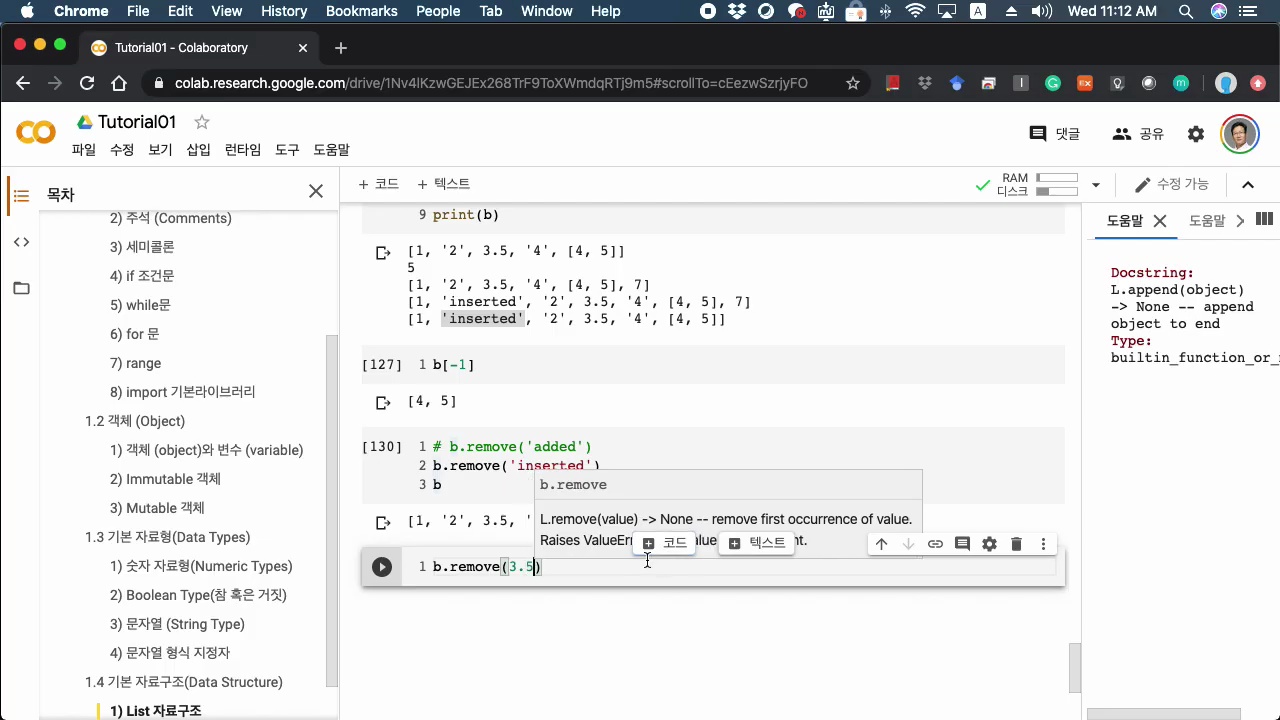 Chrome File Edit View History Bookmarks People Tab Window Help Wed 11:12 AM
Tutorial01 - Colaboratory
colab.research.google.com/drive/1Nv4lKzwGEJEx268TrF9ToXWmdqRTj9m5#scrollTo=cEezwSzrjyFO
Tutorial01
댓글 공유
파일 수정 보기 삽입 런타임 도구 도움말
+ 코드 + 텍스트
RAM
디스크
수정 가능
목차
2) 주석 (Comments)
3) 세미콜론
4) if 조건문
5) while문
6) for 문
7) range
8) import 기본라이브러리
1.2 객체 (Object)
1) 객체 (object)와 변수 (variable)
2) Immutable 객체
3) Mutable 객체
1.3 기본 자료형(Data Types)
1) 숫자 자료형(Numeric Types)
2) Boolean Type(참 혹은 거짓)
3) 문자열 (String Type)
4) 문자열 형식 지정자
1.4 기본 자료구조(Data Structure)
1) List 자료구조
9 print(b)
[1, '2', 3.5, '4', [4, 5]]
5
[1, '2', 3.5, '4', [4, 5], 7]
[1, 'inserted', '2', 3.5, '4', [4, 5], 7]
[1, 'inserted', '2', 3.5, '4', [4, 5]]
[127] 1 b[-1]
[4, 5]
[130] 1 # b.remove('added')
2 b.remove('inserted')
3 b
[1, '2', 3.5, '
b.remove
L.remove(value) -> None -- remove first occurrence of value.
Raises
코드 텍스트
1 b.remove(3.5)
도움말 도움말
Docstring:
L.append(object)
-> None -- append
object to end
Type:
builtin_function_or_